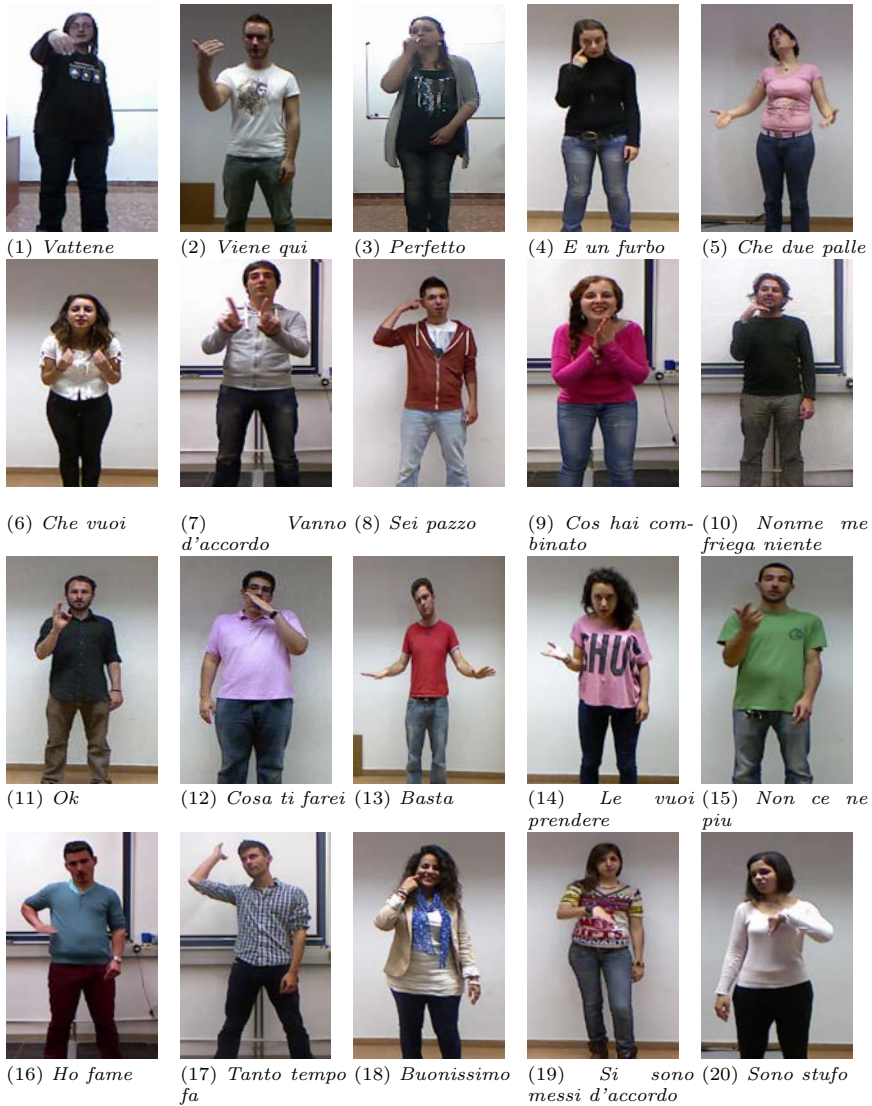 (1) Vattene
(2) Viene qui
(3) Perfetto
(4) E un furbo
(5) Che due palle
(6) Che vuoi
(7) Vanno
d'accordo
(8) Sei pazzo
(9) Cos hai com-
binato
(10) Nonme me
friega niente
SHU
(11) Ok
(12) Cosa ti farei
(13) Basta
(14) Le vuoi
prendere
(15) Non ce ne
piu
(16) Ho fame
(17) Tanto tempo
fa
(18) Buonissimo
(19) Si sono
messi d'accordo
(20) Sono stufo